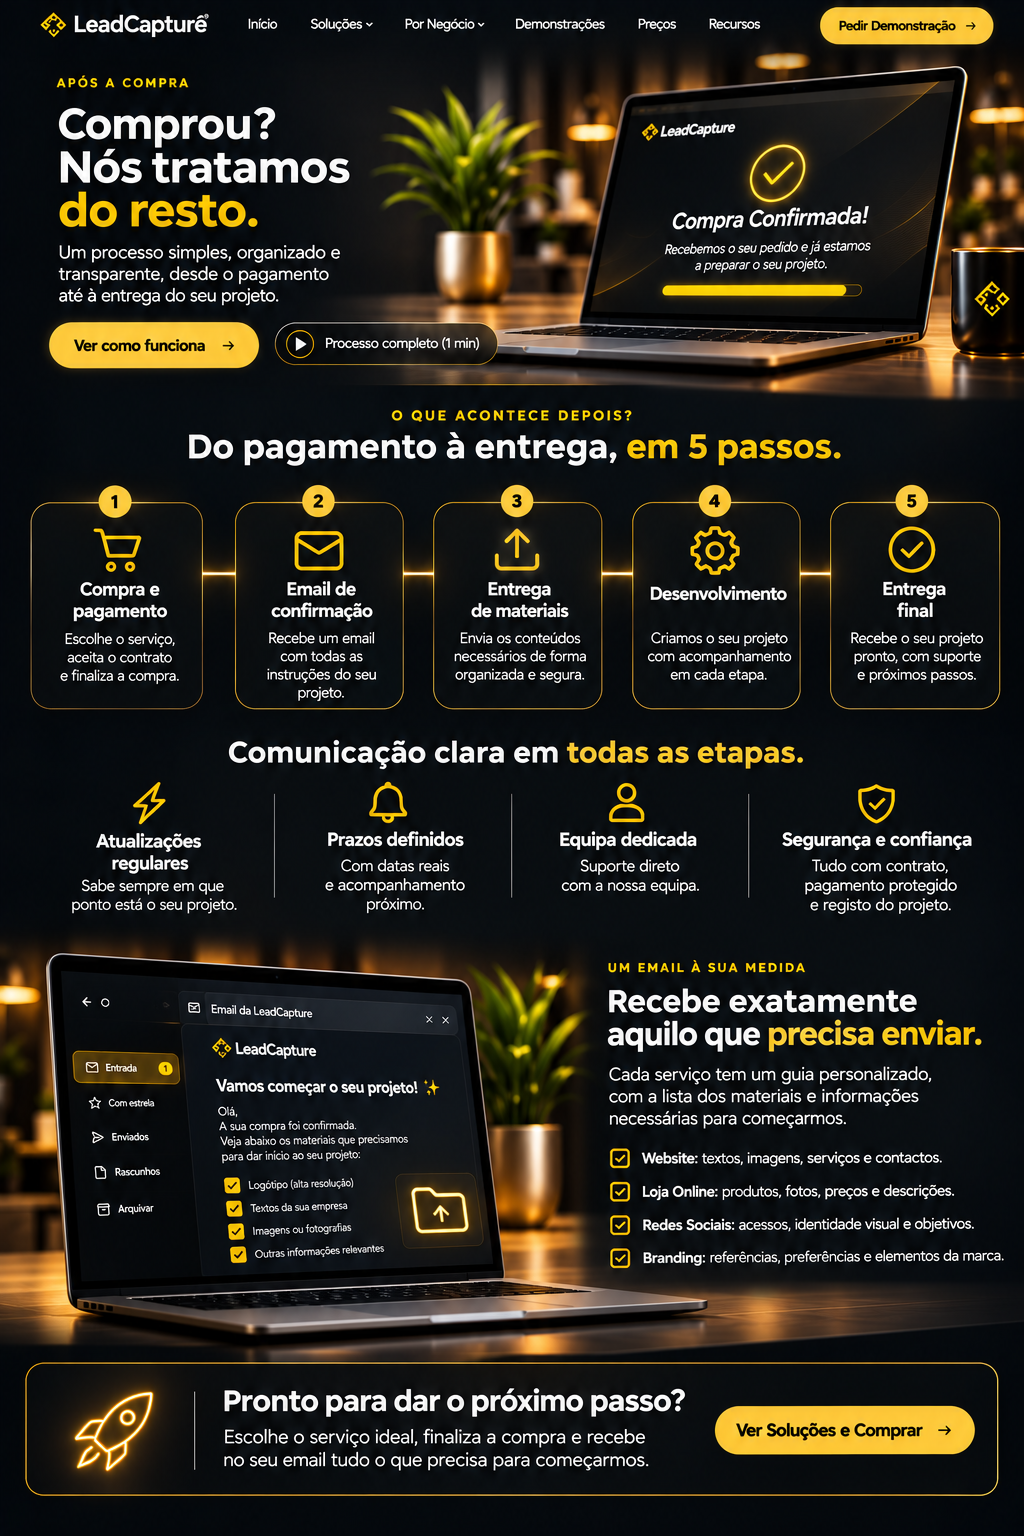 LeadCapture®
Início
Soluções
Por Negócio
Demonstrações
Preços
Recursos
Pedir Demonstração →
APÓS A COMPRA
Comprou?
Nós tratamos
do resto.
Um processo simples, organizado e
transparente, desde o pagamento
até à entrega do seu projeto.
Ver como funciona →
Processo completo (1 min)
LeadCapture
Compra Confirmada!
Recebemos o seu pedido e já estamos
a preparar o seu projeto.
O QUE ACONTECE DEPOIS?
Do pagamento à entrega, em 5 passos.
1
Compra e
pagamento
Escolhe o serviço,
aceita o contrato
e finaliza a compra.
2
Email de
confirmação
Recebe um email
com todas as
instruções do seu
projeto.
3
Entrega
de materiais
Envia os conteúdos
necessários de forma
organizada e segura.
4
Desenvolvimento
Criamos o seu projeto
com acompanhamento
em cada etapa.
5
Entrega
final
Recebe o seu projeto
pronto, com suporte
e próximos passos.
Comunicação clara em todas as etapas.
Atualizações
regulares
Sabe sempre em que
ponto está o seu projeto.
Prazos definidos
Com datas reais
e acompanhamento
próximo.
Equipa dedicada
Suporte direto
com a nossa equipa.
Segurança e confiança
Tudo com contrato,
pagamento protegido
e registo do projeto.
Email da LeadCapture
Entrada 1
Com estrela
Enviados
Rascunhos
Arquivar
LeadCapture
Vamos começar o seu projeto! ✨
Olá,
A sua compra foi confirmada.
Veja abaixo os materiais que precisamos
para dar início ao seu projeto:
Logótipo (alta resolução)
Textos da sua empresa
Imagens ou fotografias
Outras informações relevantes
UM EMAIL À SUA MEDIDA
Recebe exatamente
aquilo que precisa enviar.
Cada serviço tem um guia personalizado,
com a lista dos materiais e informações
necessárias para começarmos.
Website: textos, imagens, serviços e contactos.
Loja Online: produtos, fotos, preços e descrições.
Redes Sociais: acessos, identidade visual e objetivos.
Branding: referências, preferências e elementos da marca.
Pronto para dar o próximo passo?
Escolhe o serviço ideal, finaliza a compra e recebe
no seu email tudo o que precisa para começarmos.
Ver Soluções e Comprar →